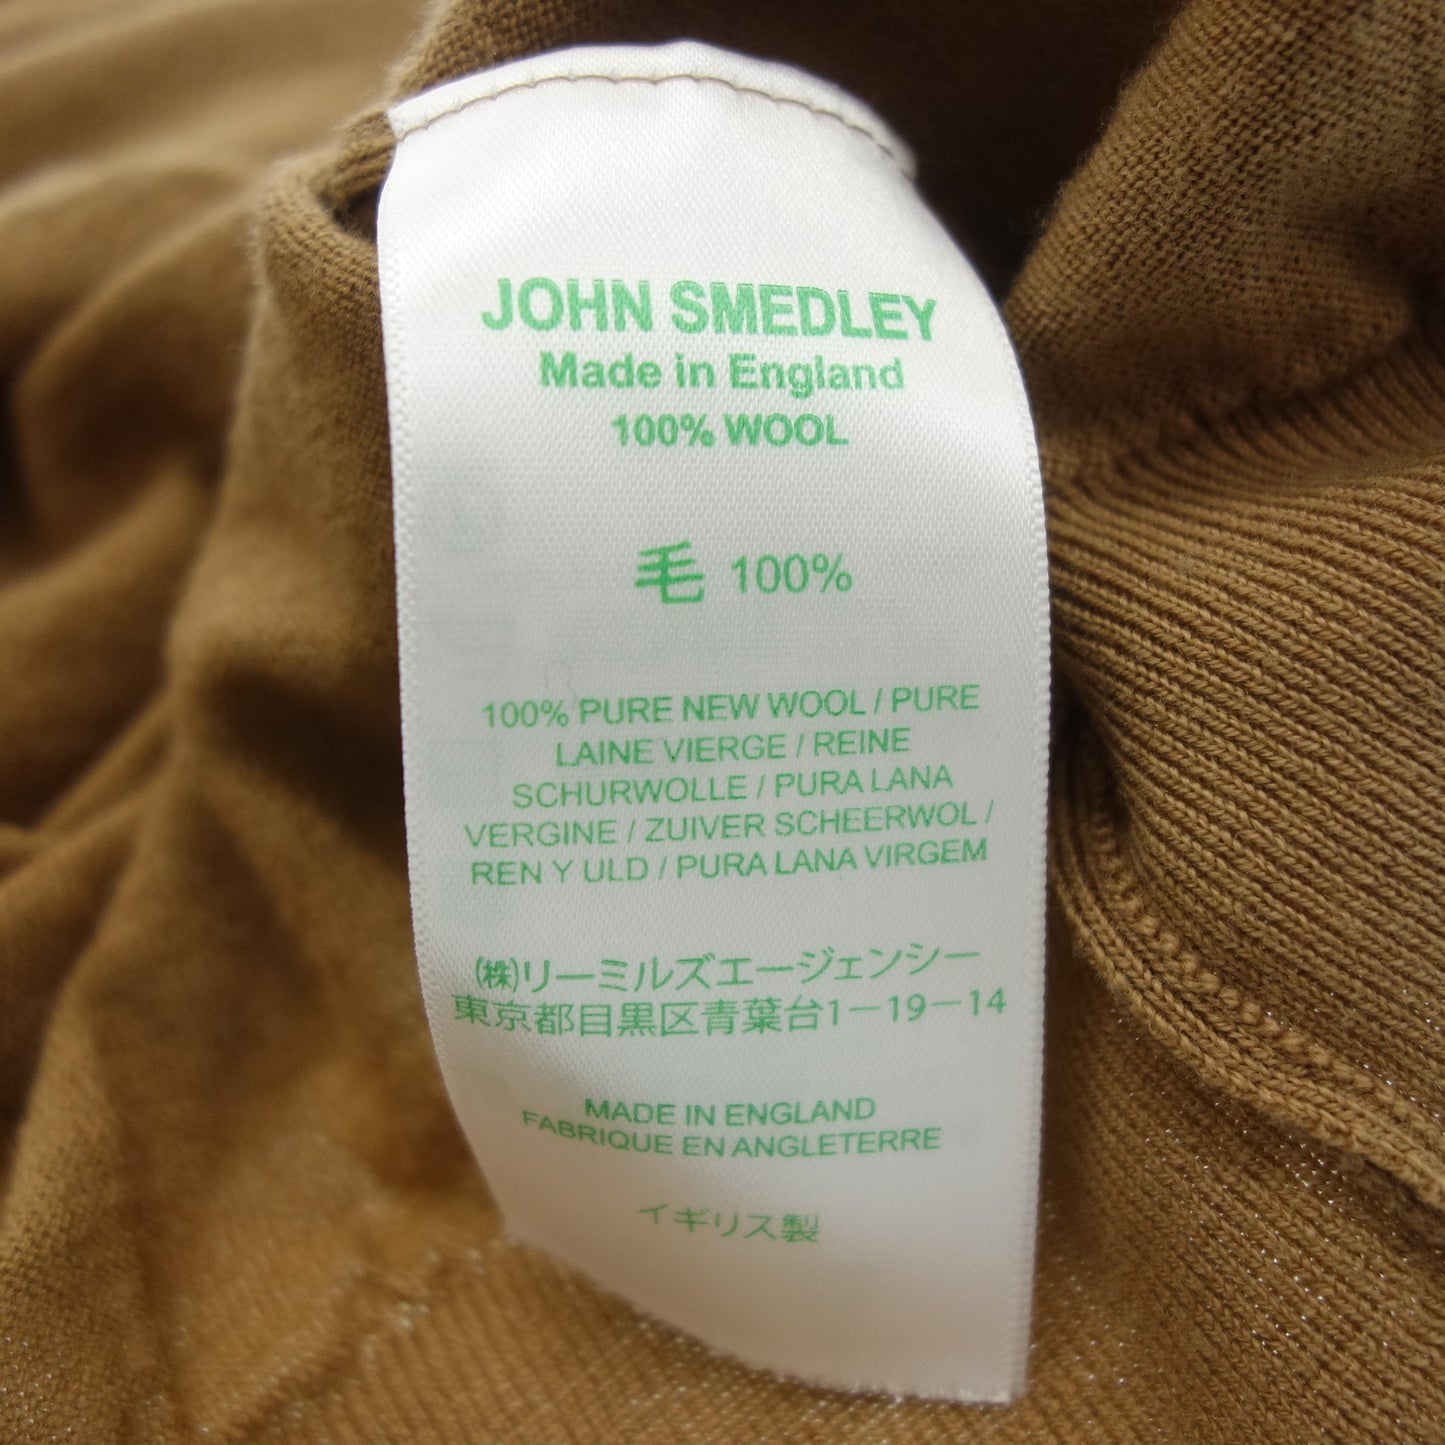 JOHN SMEDLEY
Made in England
100% WOOL
毛 100%
100% PURE NEW WOOL / PURE
LAINE VIERGE / REINE
SCHURWOLLE / PURA LANA
VERGINE / ZUIVER SCHEERWOL /
REN Y ULD / PURA LANA VIRGEM
(株)リーミルズエージェンシー
東京都目黒区青葉台1－19－14
MADE IN ENGLAND
FABRIQUE EN ANGLETERRE
イギリス製